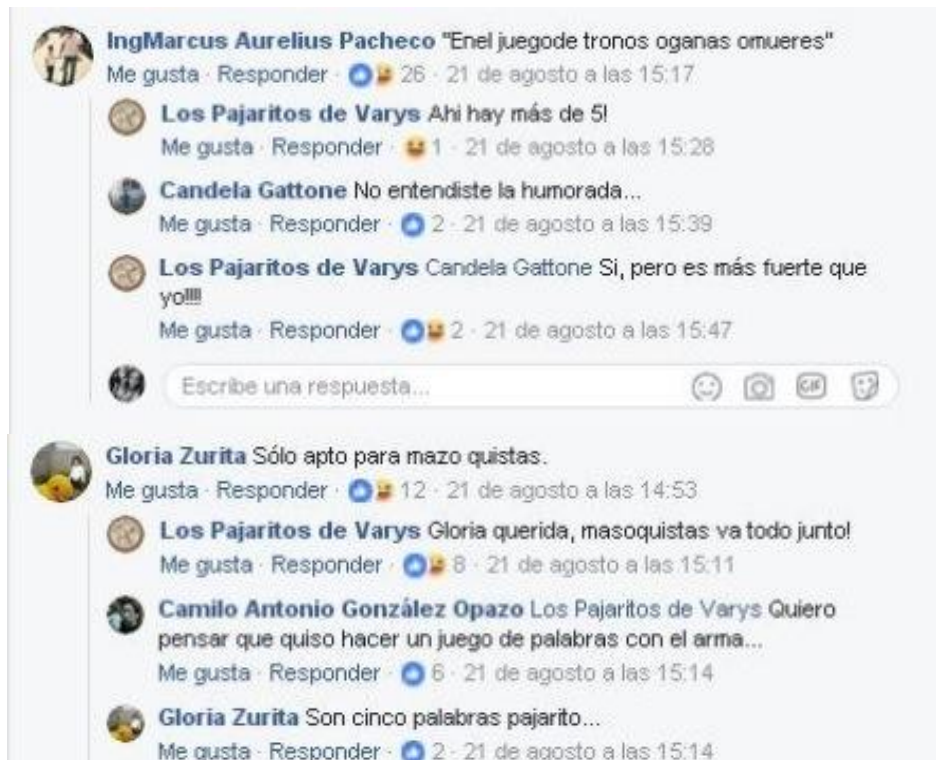 IngMarcus Aurelius Pacheco "Enel juegode tronos oganas omueres"
Me gusta · Responder · 26 · 21 de agosto a las 15:17
Los Pajaritos de Varys Ahi hay más de 5!
Me gusta · Responder · 1 · 21 de agosto a las 15:28
Candela Gattone No entendiste la humorada...
Me gusta · Responder · 2 · 21 de agosto a las 15:39
Los Pajaritos de Varys Candela Gattone Si, pero es más fuerte que
yo!!!!
Me gusta · Responder · 2 · 21 de agosto a las 15:47
Escribe una respuesta...
GIF
Gloria Zurita Sólo apto para mazo quistas.
Me gusta · Responder · 12 · 21 de agosto a las 14:53
Los Pajaritos de Varys Gloria querida, masoquistas va todo junto!
Me gusta · Responder · 8 · 21 de agosto a las 15:11
Camilo Antonio González Opazo Los Pajaritos de Varys Quiero
pensar que quiso hacer un juego de palabras con el arma...
Me gusta · Responder · 6 · 21 de agosto a las 15:14
Gloria Zurita Son cinco palabras pajarito...
Me gusta · Responder · 2 · 21 de agosto a las 15:14